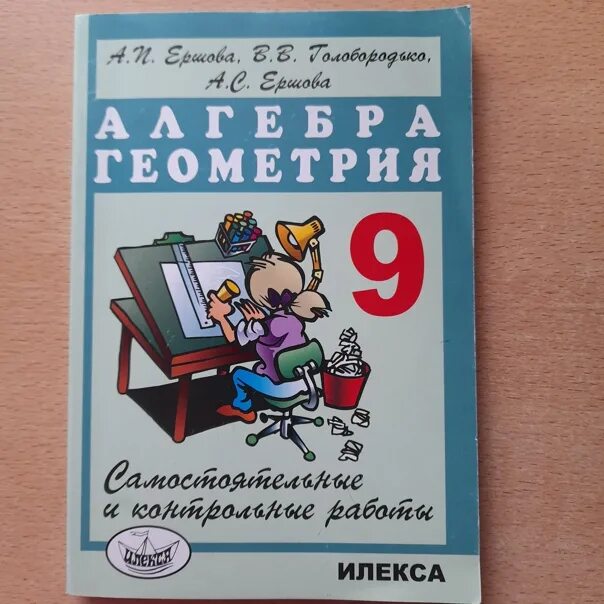 А.П. Ершова, В.В. Голобородько,
А.С. Ершова
АЛГЕБРА
ГЕОМЕТРИЯ
9
Самостоятельные
и контрольные работы
ИЛЕКСА
ИЛЕКСА